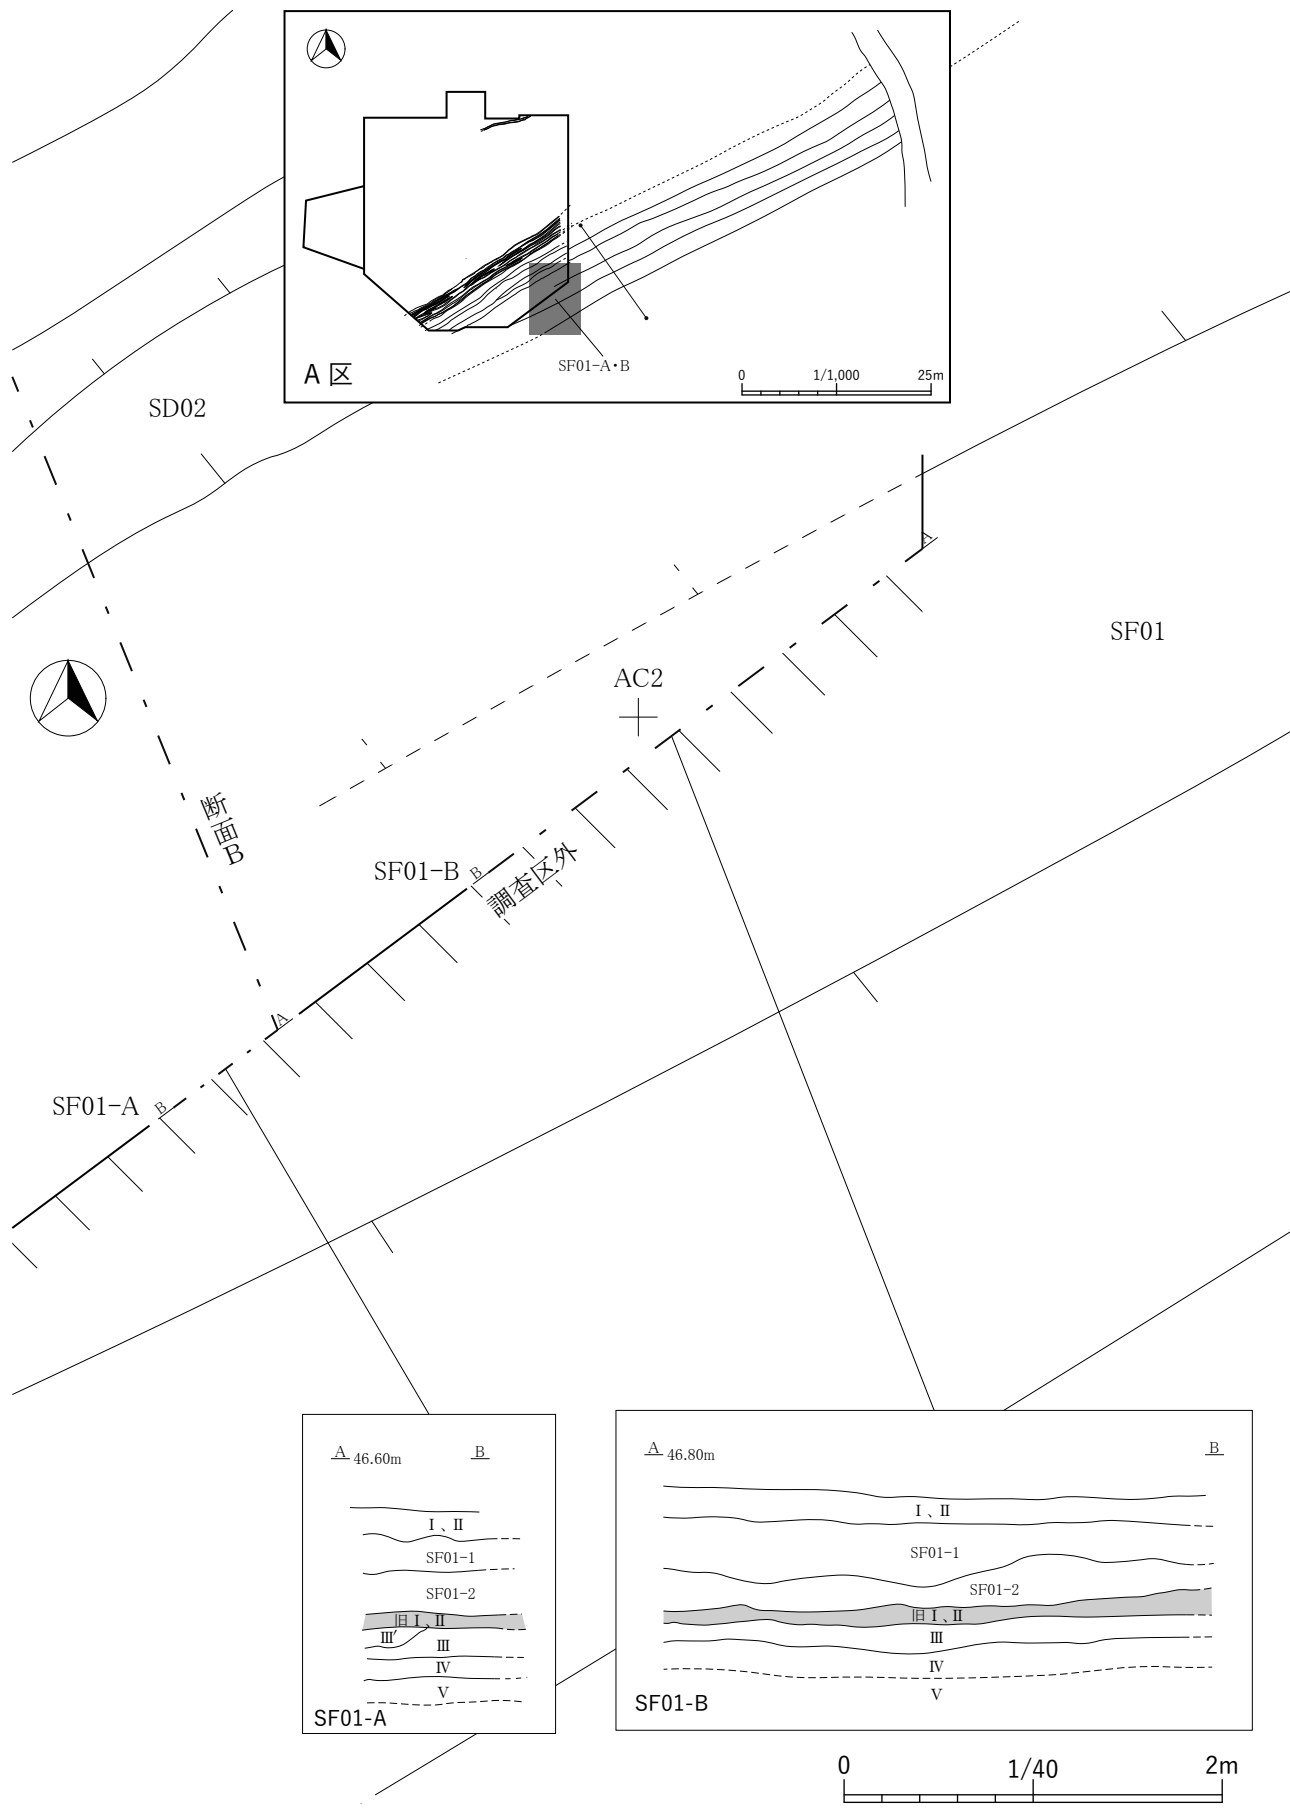 SF01-A・B
A 区
0 1/1,000 25m
SD02
A
SF01
AC2
断面B
SF01-B B
調査区外
A
SF01-A B
A 46.60m B
Ⅰ、Ⅱ
SF01-1
SF01-2
旧Ⅰ、Ⅱ
Ⅲ′ Ⅲ
Ⅳ
Ⅴ
SF01-A
A 46.80m B
Ⅰ、Ⅱ
SF01-1
SF01-2
旧Ⅰ、Ⅱ
Ⅲ
Ⅳ
Ⅴ
SF01-B
0 1/40 2m